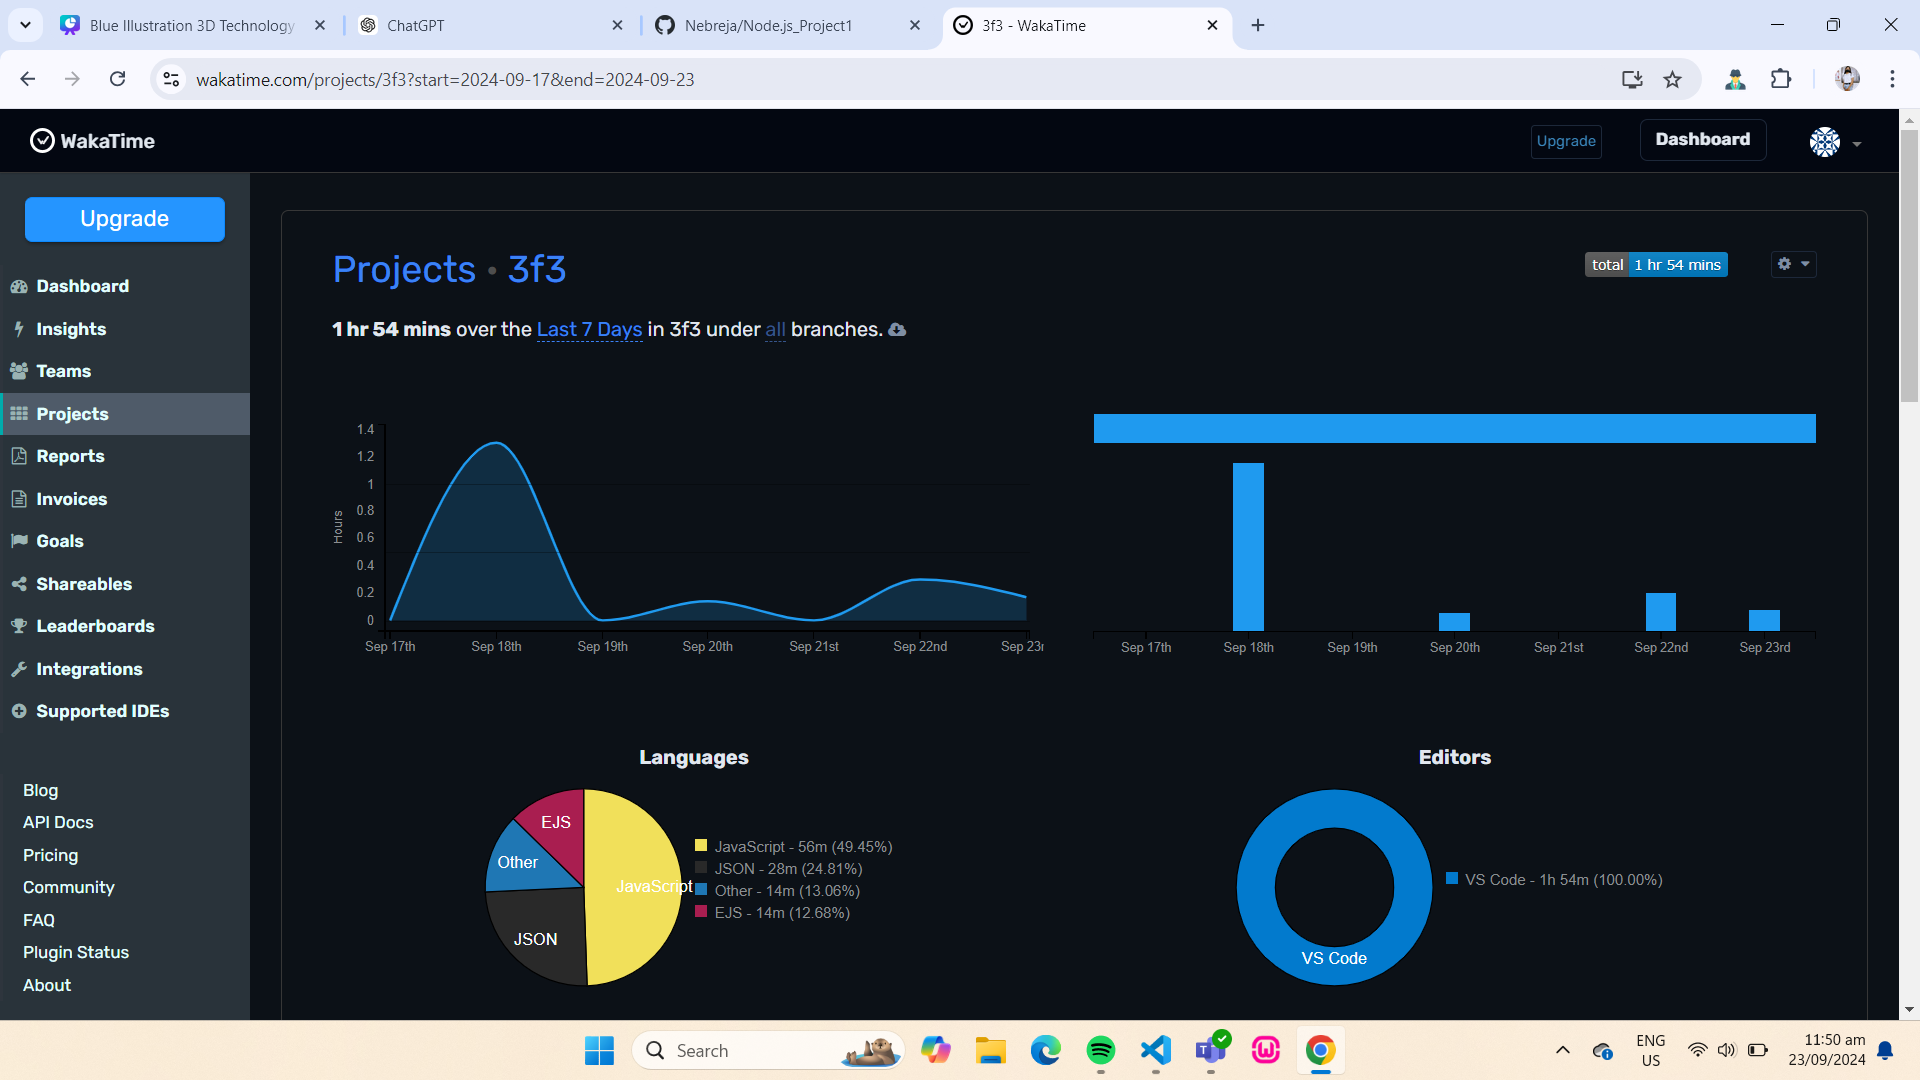 Blue Illustration 3D Technology
ChatGPT
Nebreja/Node.js_Project1
3f3 - WakaTime
wakatime.com/projects/3f3?start=2024-09-17&end=2024-09-23
WakaTime
Upgrade
Dashboard
Upgrade
Dashboard
Insights
Teams
Projects
Reports
Invoices
Goals
Shareables
Leaderboards
Integrations
Supported IDEs
Blog
API Docs
Pricing
Community
FAQ
Plugin Status
About
Projects • 3f3
total 1 hr 54 mins
1 hr 54 mins over the Last 7 Days in 3f3 under all branches.
Hours
1.4
1.2
1
0.8
0.6
0.4
0.2
0
Sep 17th Sep 18th Sep 19th Sep 20th Sep 21st Sep 22nd Sep 23r
Sep 17th Sep 18th Sep 19th Sep 20th Sep 21st Sep 22nd Sep 23rd
Languages
EJS
Other
JavaScript
JSON
JavaScript - 56m (49.45%)
JSON - 28m (24.81%)
Other - 14m (13.06%)
EJS - 14m (12.68%)
Editors
VS Code
VS Code - 1h 54m (100.00%)
Search
ENG
US
11:50 am
23/09/2024